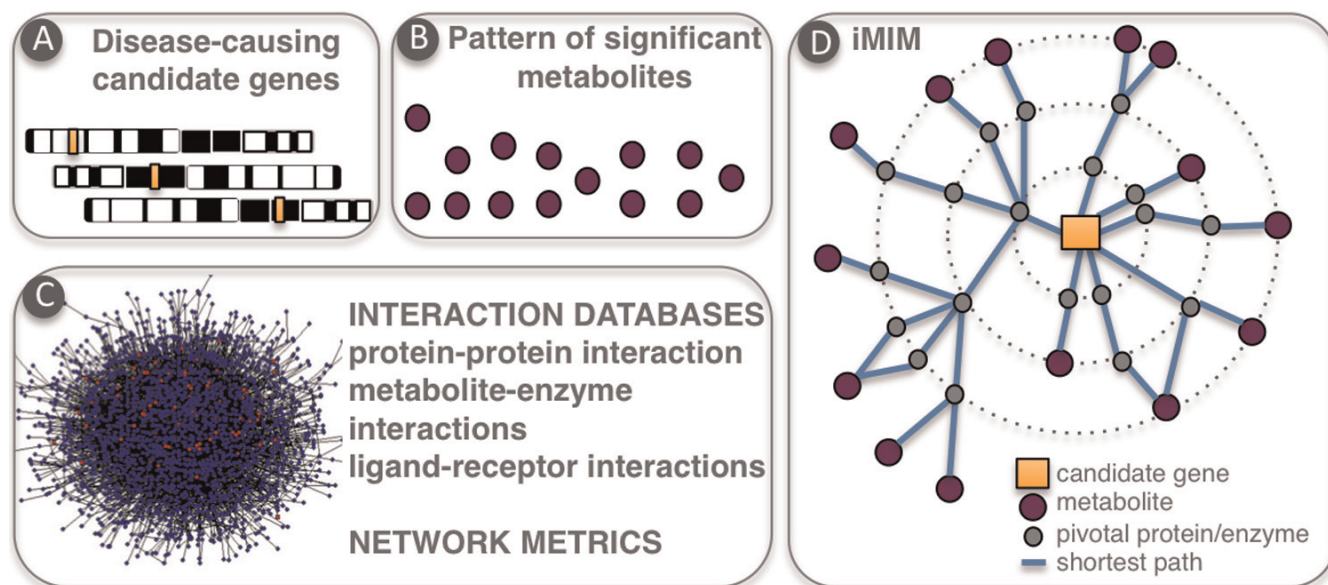 A
Disease-causing
candidate genes
B
Pattern of significant
metabolites
C
INTERACTION DATABASES
protein-protein interaction
metabolite-enzyme
interactions
ligand-receptor interactions
NETWORK METRICS
D
iMIM
candidate gene
metabolite
pivotal protein/enzyme
shortest path